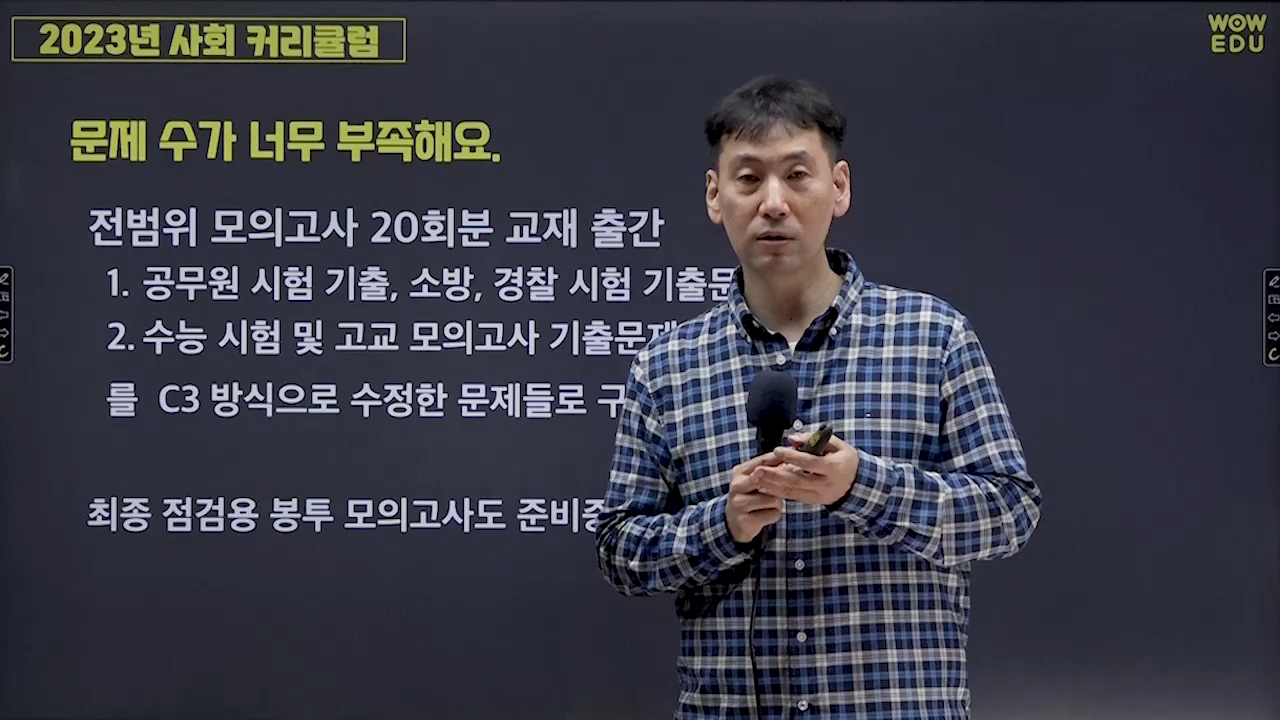 2023년 사회 커리큘럼
WOW
EDU
문제 수가 너무 부족해요.
전범위 모의고사 20회분 교재 출간
1. 공무원 시험 기출, 소방, 경찰 시험 기출문
2. 수능 시험 및 고교 모의고사 기출문제
를 C3 방식으로 수정한 문제들로 구
최종 점검용 봉투 모의고사도 준비중